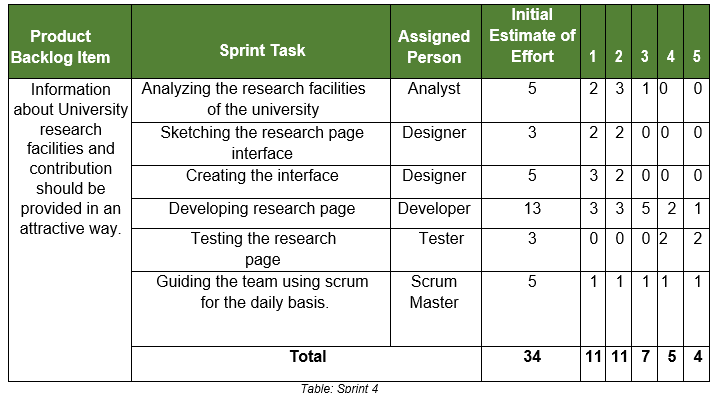 Product Backlog Item Sprint Task Assigned Person Initial Estimate of Effort 1 2 3 4 5
Information about University research facilities and contribution should be provided in an attractive way.
Analyzing the research facilities of the university Analyst 5 2 3 1 0 0
Sketching the research page interface Designer 3 2 2 0 0 0
Creating the interface Designer 5 3 2 0 0 0
Developing research page Developer 13 3 3 5 2 1
Testing the research page Tester 3 0 0 0 2 2
Guiding the team using scrum for the daily basis. Scrum Master 5 1 1 1 1 1
Total 34 11 11 7 5 4
Table: Sprint 4